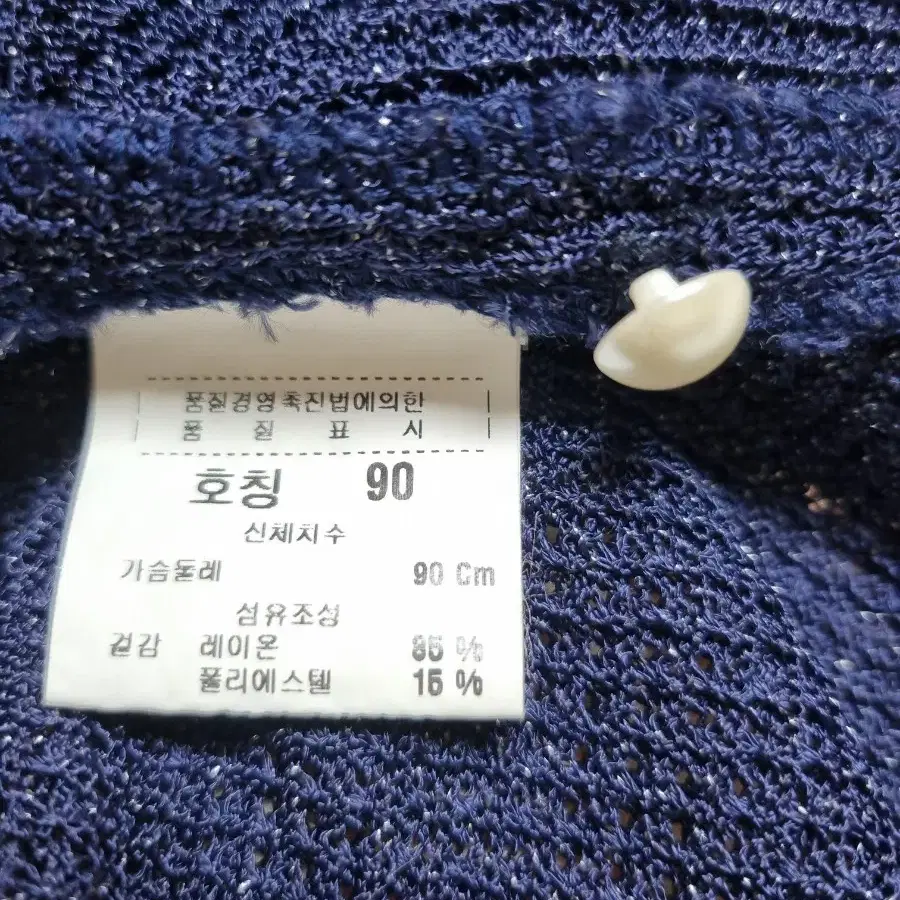 품질경영촉진법에의한
품 질 표 시
호칭 90
신체치수
가슴둘레 90 Cm
섬유조성
겉감 레이온 85 %
폴리에스텔 15 %